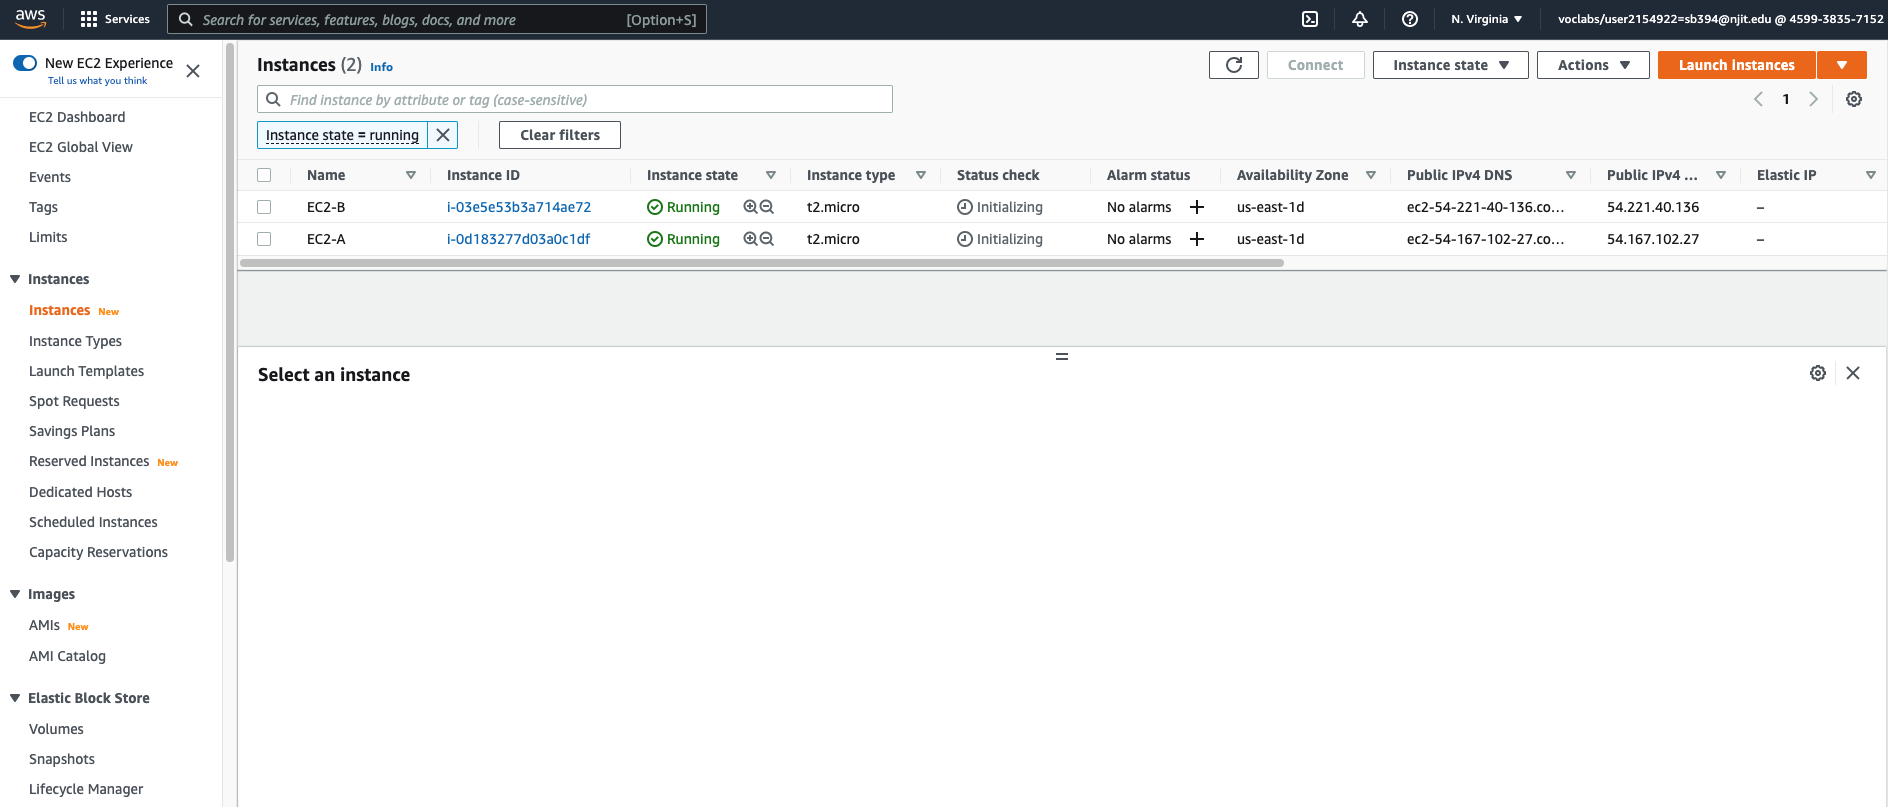 aws
Services
Search for services, features, blogs, docs, and more [Option+S]
N. Virginia
voclabs/user2154922=sb394@njit.edu @ 4599-3835-7152
New EC2 Experience
Tell us what you think
EC2 Dashboard
EC2 Global View
Events
Tags
Limits
Instances
Instances New
Instance Types
Launch Templates
Spot Requests
Savings Plans
Reserved Instances New
Dedicated Hosts
Scheduled Instances
Capacity Reservations
Images
AMIs New
AMI Catalog
Elastic Block Store
Volumes
Snapshots
Lifecycle Manager
Instances (2) Info
Connect
Instance state
Actions
Launch instances
Find instance by attribute or tag (case-sensitive)
1
Instance state = running
Clear filters
Name Instance ID Instance state Instance type Status check Alarm status Availability Zone Public IPv4 DNS Public IPv4 ... Elastic IP
EC2-B i-03e5e53b3a714ae72 Running t2.micro Initializing No alarms + us-east-1d ec2-54-221-40-136.co... 54.221.40.136 –
EC2-A i-0d183277d03a0c1df Running t2.micro Initializing No alarms + us-east-1d ec2-54-167-102-27.co... 54.167.102.27 –
Select an instance